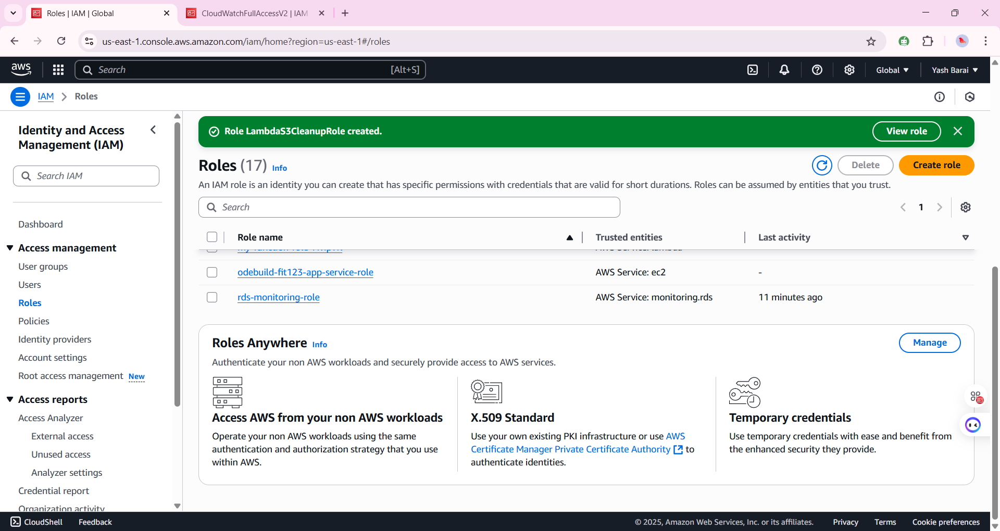 Roles | IAM | Global
CloudWatchFullAccessV2 | IAM
us-east-1.console.aws.amazon.com/iam/home?region=us-east-1#/roles
aws
Search
[Alt+S]
Global
Yash Barai
IAM
Roles
Identity and Access
Management (IAM)
Search IAM
Dashboard
Access management
User groups
Users
Roles
Policies
Identity providers
Account settings
Root access management New
Access reports
Access Analyzer
External access
Unused access
Analyzer settings
Credential report
Organization activity
Role LambdaS3CleanupRole created.
View role
Roles (17) Info
Delete
Create role
An IAM role is an identity you can create that has specific permissions with credentials that are valid for short durations. Roles can be assumed by entities that you trust.
Search
1
Role name
Trusted entities
Last activity
AWS Service: lambda
odebuild-fit123-app-service-role
AWS Service: ec2
-
rds-monitoring-role
AWS Service: monitoring.rds
11 minutes ago
Roles Anywhere Info
Manage
Authenticate your non AWS workloads and securely provide access to AWS services.
Access AWS from your non AWS workloads
Operate your non AWS workloads using the same
authentication and authorization strategy that you use
within AWS.
X.509 Standard
Use your own existing PKI infrastructure or use AWS
Certificate Manager Private Certificate Authority to
authenticate identities.
Temporary credentials
Use temporary credentials with ease and benefit from
the enhanced security they provide.
CloudShell
Feedback
© 2025, Amazon Web Services, Inc. or its affiliates.
Privacy
Terms
Cookie preferences